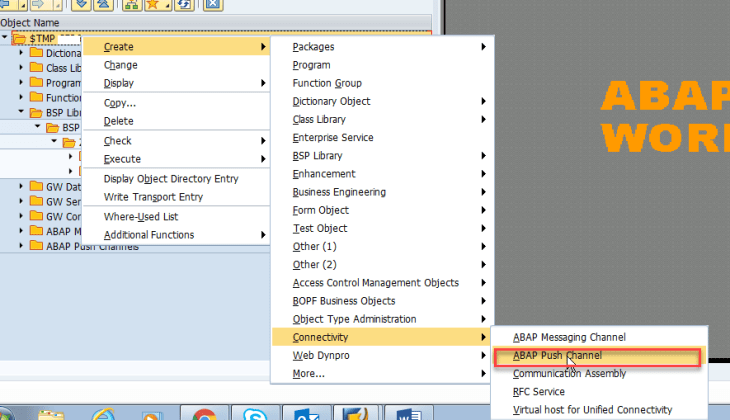 Object Name
$TMP
Dictiona
Class Lib
Program
Function
BSP Libr
BSP
GW Dat
GW Ser
GW Con
ABAP M
ABAP Push Channels
Create
Change
Display
Copy...
Delete
Check
Execute
Display Object Directory Entry
Write Transport Entry
Where-Used List
Additional Functions
Packages
Program
Function Group
Dictionary Object
Class Library
Enterprise Service
BSP Library
Enhancement
Business Engineering
Form Object
Test Object
Other (1)
Other (2)
Access Control Management Objects
BOPF Business Objects
Object Type Administration
Connectivity
Web Dynpro
More...
ABAP Messaging Channel
ABAP Push Channel
Communication Assembly
RFC Service
Virtual host for Unified Connectivity
ABAP
WOR